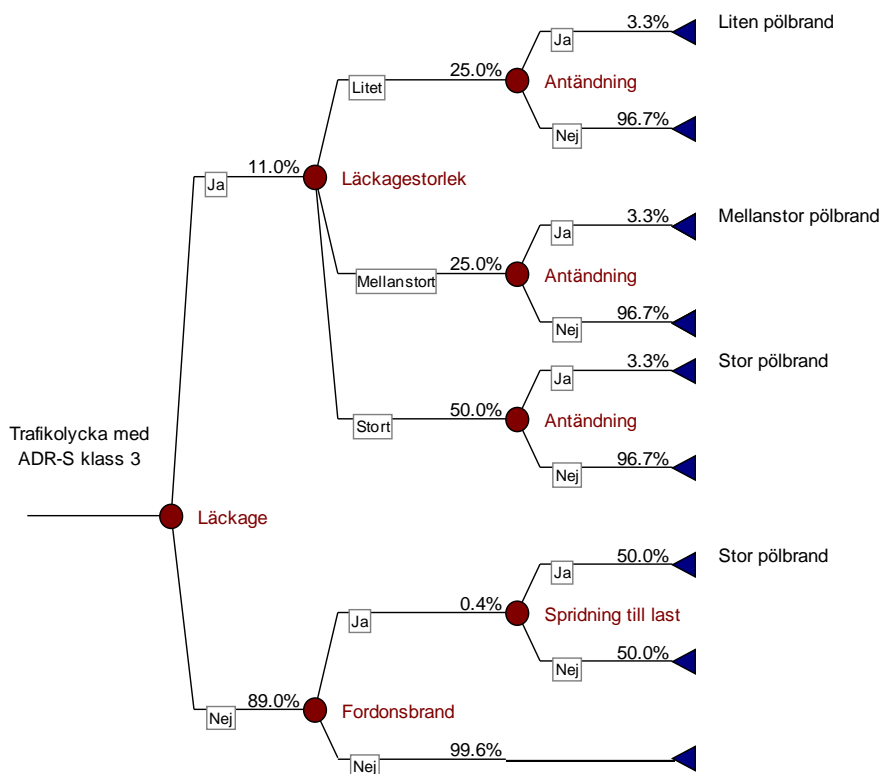 3.3%
Liten pölbrand
Ja
25.0%
Litet
Antändning
96.7%
Nej
11.0%
Ja
Läckagestorlek
3.3%
Mellanstor pölbrand
Ja
25.0%
Mellanstort
Antändning
96.7%
Nej
3.3%
Stor pölbrand
Ja
50.0%
Stort
Antändning
96.7%
Nej
Trafikolycka med
ADR-S klass 3
Läckage
50.0%
Stor pölbrand
Ja
0.4%
Ja
Spridning till last
50.0%
Nej
89.0%
Nej
Fordonsbrand
99.6%
Nej